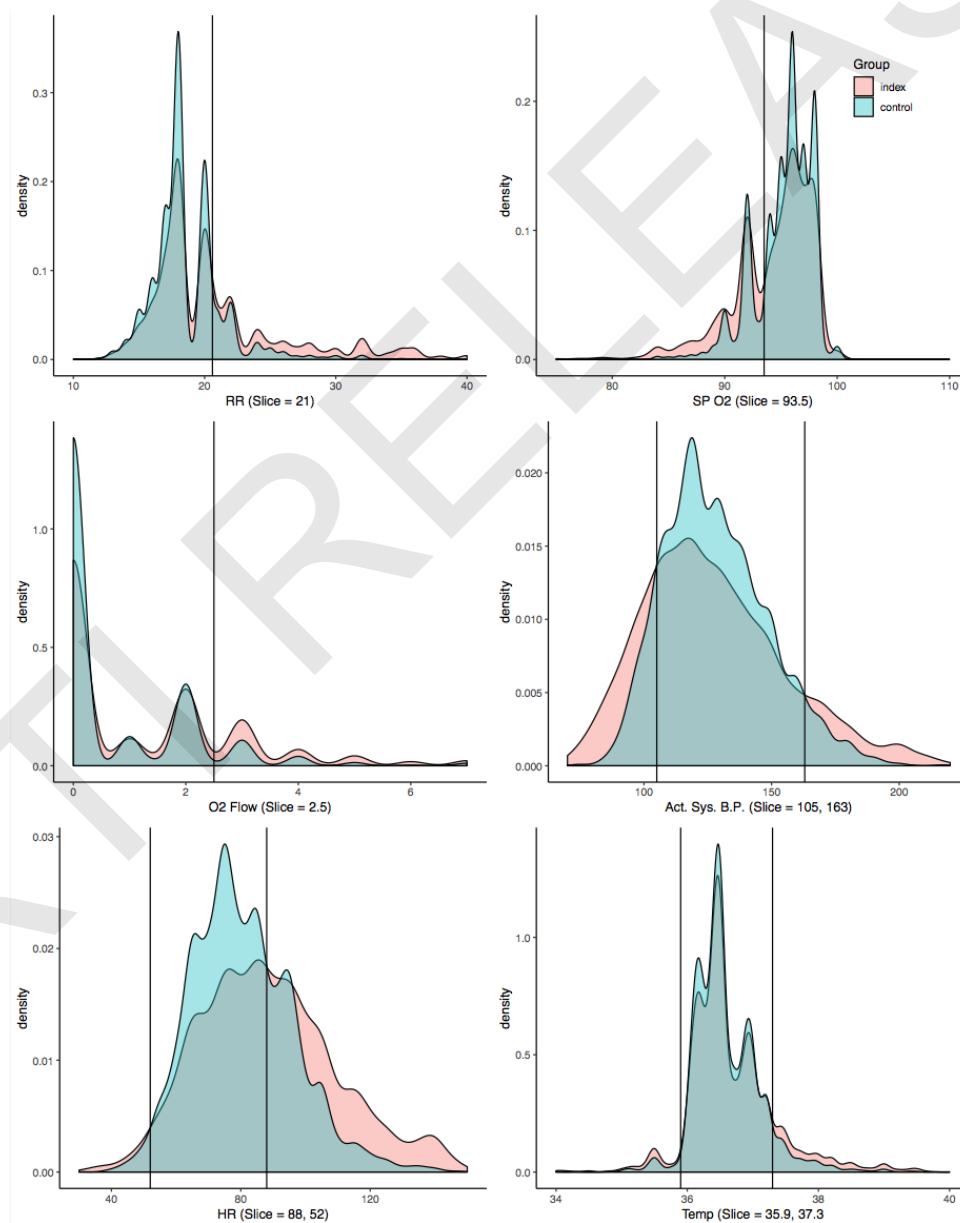 Group
index
control
density
0.3
0.2
0.1
0.0
10 20 30 40
RR (Slice = 21)
density
0.2
0.1
0.0
80 90 100 110
SP O2 (Slice = 93.5)
density
1.0
0.5
0.0
0 2 4 6
O2 Flow (Slice = 2.5)
density
0.020
0.015
0.010
0.005
0.000
100 150 200
Act. Sys. B.P. (Slice = 105, 163)
density
0.03
0.02
0.01
0.00
40 80 120
HR (Slice = 88, 52)
density
1.0
0.5
0.0
34 36 38 40
Temp (Slice = 35.9, 37.3
RELEAS